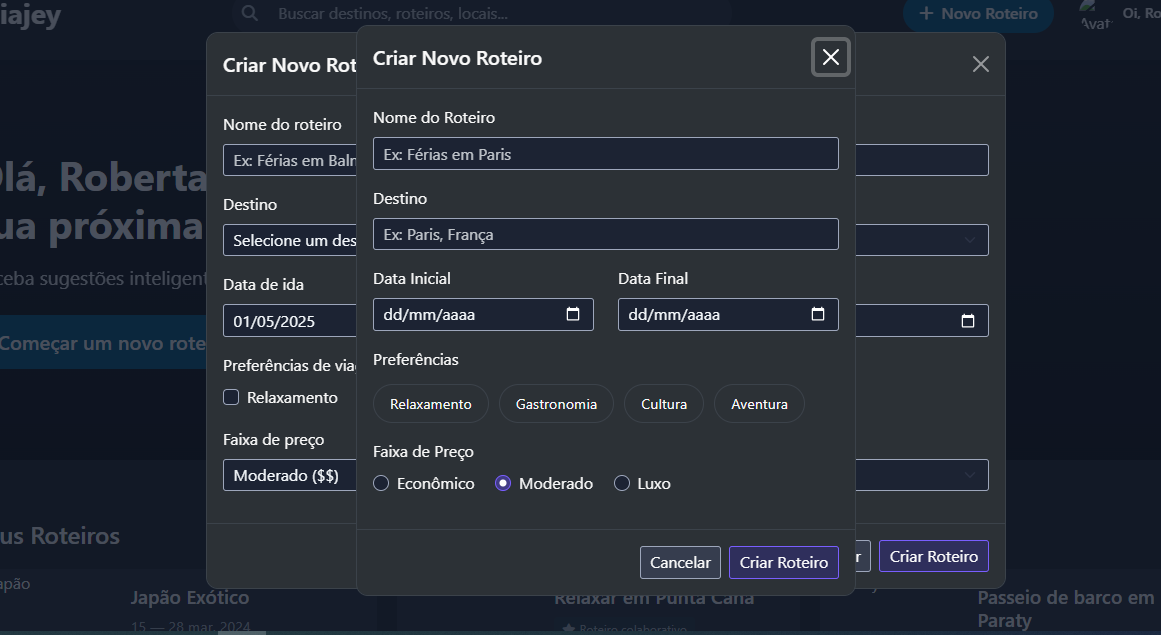 iajey
Buscar destinos, roteiros, locais...
+ Novo Roteiro
Avat
Oi, Ro
Criar Novo Rot
Criar Novo Roteiro
Nome do roteiro
Ex: Férias em Baln
Destino
Selecione um des
Data de ida
01/05/2025
Preferências de via
Relaxamento
Faixa de preço
Moderado ($$)
r
Criar Roteiro
Nome do Roteiro
Ex: Férias em Paris
Destino
Ex: Paris, França
Data Inicial
Data Final
dd/mm/aaaa
dd/mm/aaaa
Preferências
Relaxamento
Gastronomia
Cultura
Aventura
Faixa de Preço
Econômico
Moderado
Luxo
Cancelar
Criar Roteiro
lá, Roberta
ua próxima
ceba sugestões inteligent
Começar um novo rote
us Roteiros
apão
Japão Exótico
15 — 28 mar. 2024
Relaxar em Punta Cana
Roteiro colaborativo
Passeio de barco em
Paraty